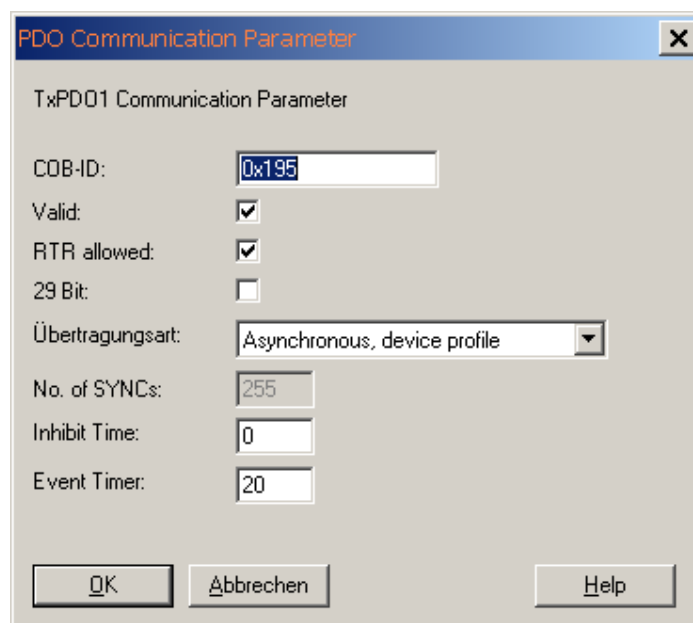 PDO Communication Parameter
TxPDO1 Communication Parameter
COB-ID: 0x195
Valid:
RTR allowed:
29 Bit:
Übertragungsart: Asynchronous, device profile
No. of SYNCs: 255
Inhibit Time: 0
Event Timer: 20
OK Abbrechen Help